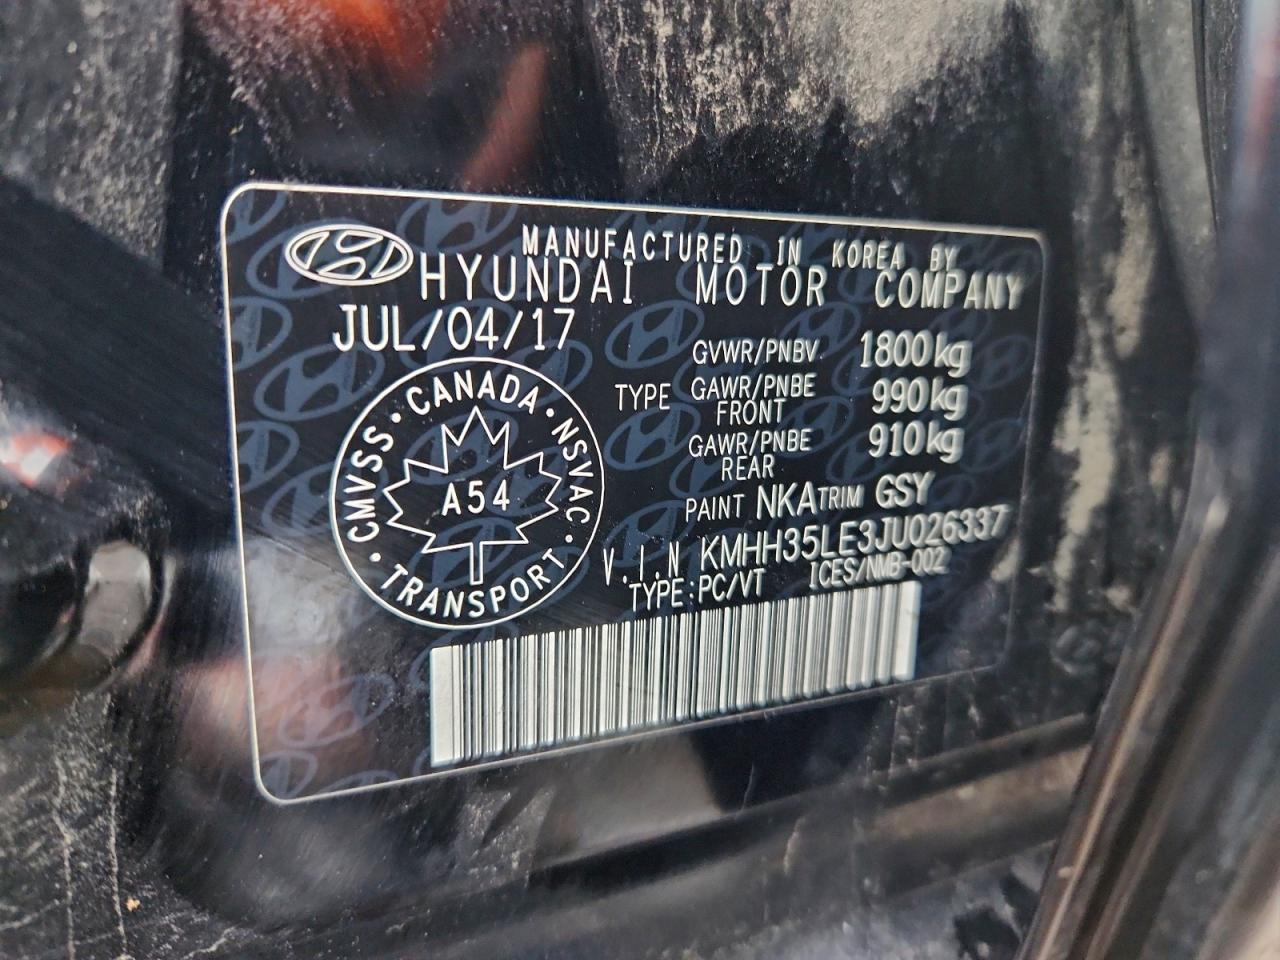 MANUFACTURED IN KOREA BY
HYUNDAI MOTOR COMPANY
JUL/04/17
GVWR/PNBV 1800kg
TYPE GAWR/PNBE FRONT 990kg
GAWR/PNBE REAR 910kg
PAINT NKA TRIM GSY
V.I.N KMHH35LE3JU026337
TYPE:PC/VT ICES/NMB-002
CANADA · NSVAC · TRANSPORT · CMVSS ·
A54